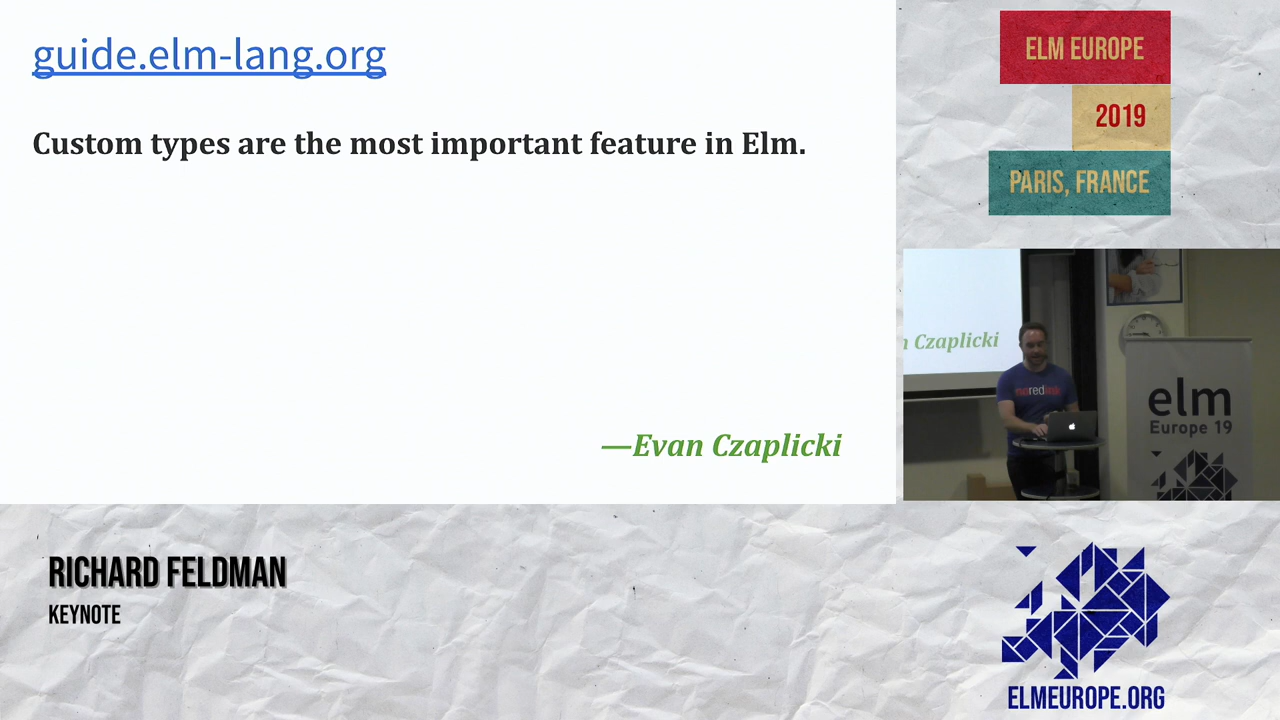 guide.elm-lang.org
Custom types are the most important feature in Elm.
—Evan Czaplicki
ELM EUROPE
2019
PARIS, FRANCE
Czaplicki
elm
Europe 19
RICHARD FELDMAN
KEYNOTE
ELMEUROPE.ORG